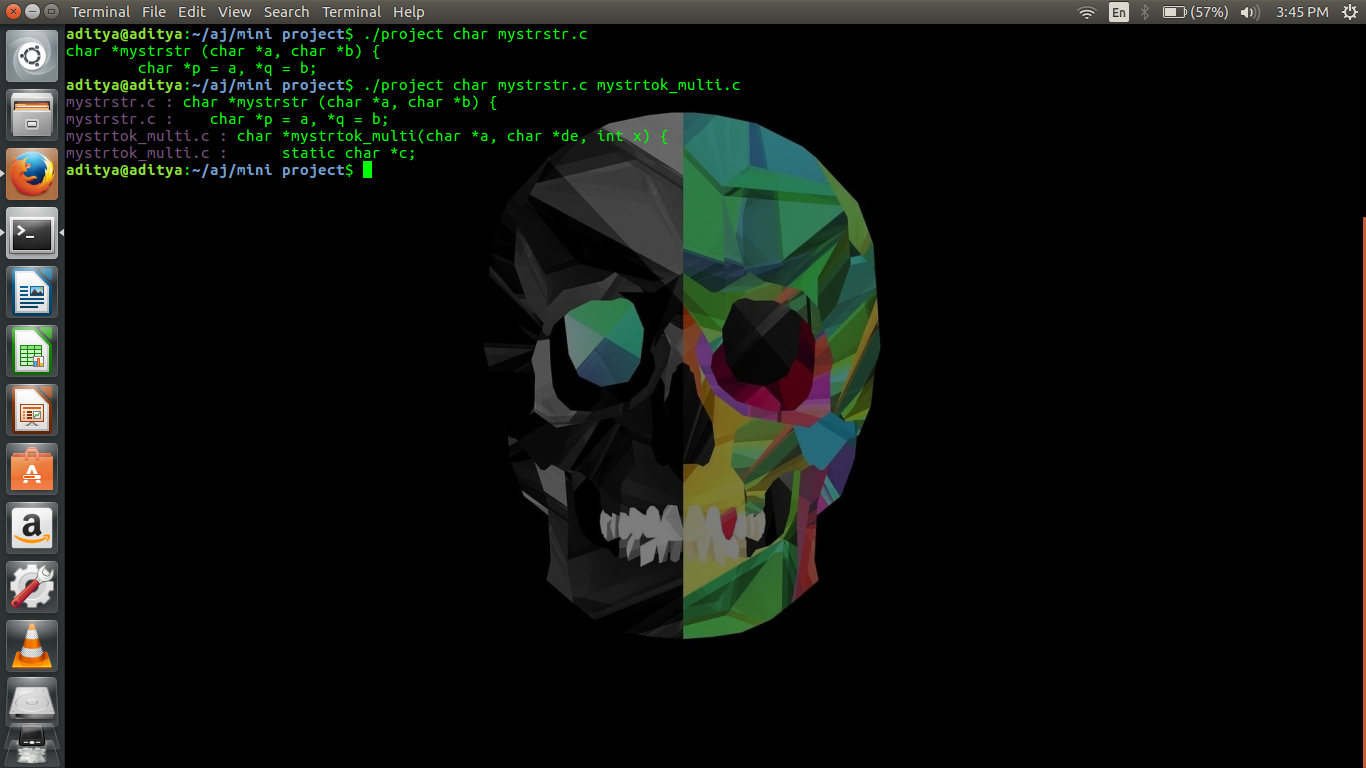 Terminal File Edit View Search Terminal Help En (57%) 3:45 PM
aditya@aditya:~/aj/mini project$ ./project char mystrstr.c
char *mystrstr (char *a, char *b) {
        char *p = a, *q = b;
aditya@aditya:~/aj/mini project$ ./project char mystrstr.c mystrtok_multi.c
mystrstr.c : char *mystrstr (char *a, char *b) {
mystrstr.c :    char *p = a, *q = b;
mystrtok_multi.c : char *mystrtok_multi(char *a, char *de, int x) {
mystrtok_multi.c :      static char *c;
aditya@aditya:~/aj/mini project$
>_
A
a